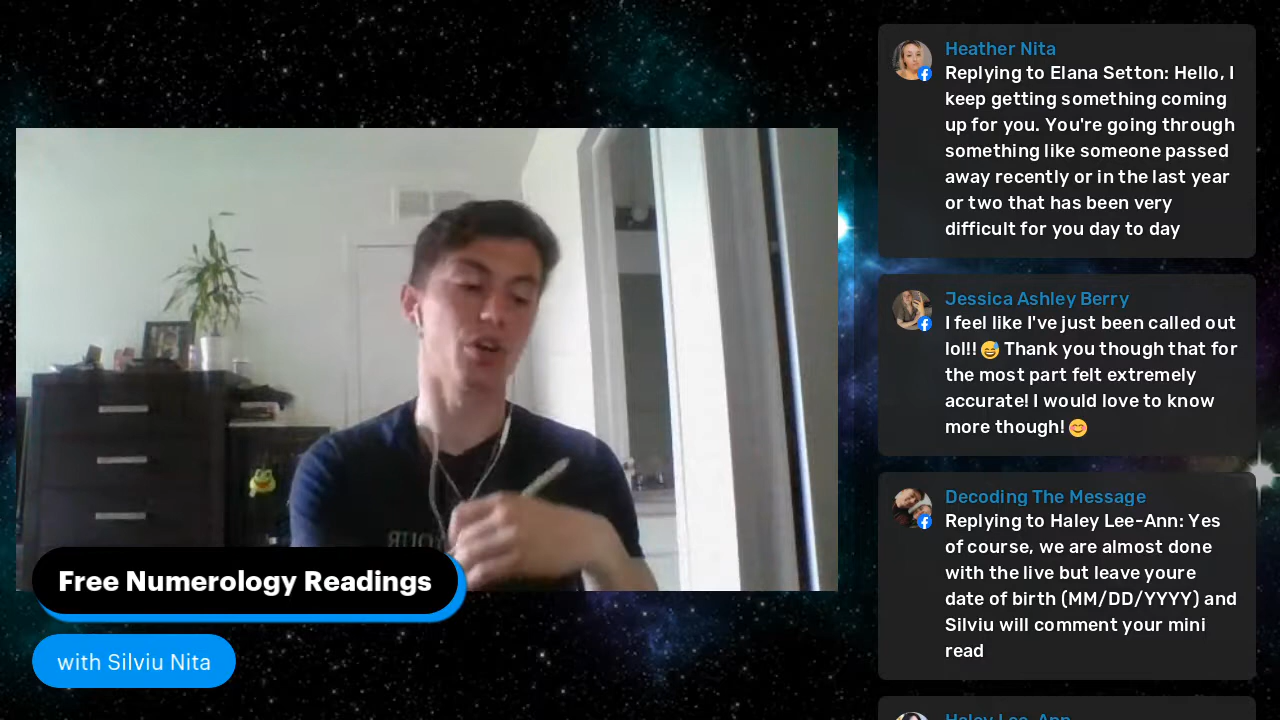 Heather Nita
Replying to Elana Setton: Hello, I
keep getting something coming
up for you. You're going through
something like someone passed
away recently or in the last year
or two that has been very
difficult for you day to day
Jessica Ashley Berry
I feel like I've just been called out
lol!! 😅 Thank you though that for
the most part felt extremely
accurate! I would love to know
more though! 😊
Decoding The Message
Replying to Haley Lee-Ann: Yes
of course, we are almost done
with the live but leave youre
date of birth (MM/DD/YYYY) and
Silviu will comment your mini
read
Haley Lee-Ann
Free Numerology Readings
with Silviu Nita